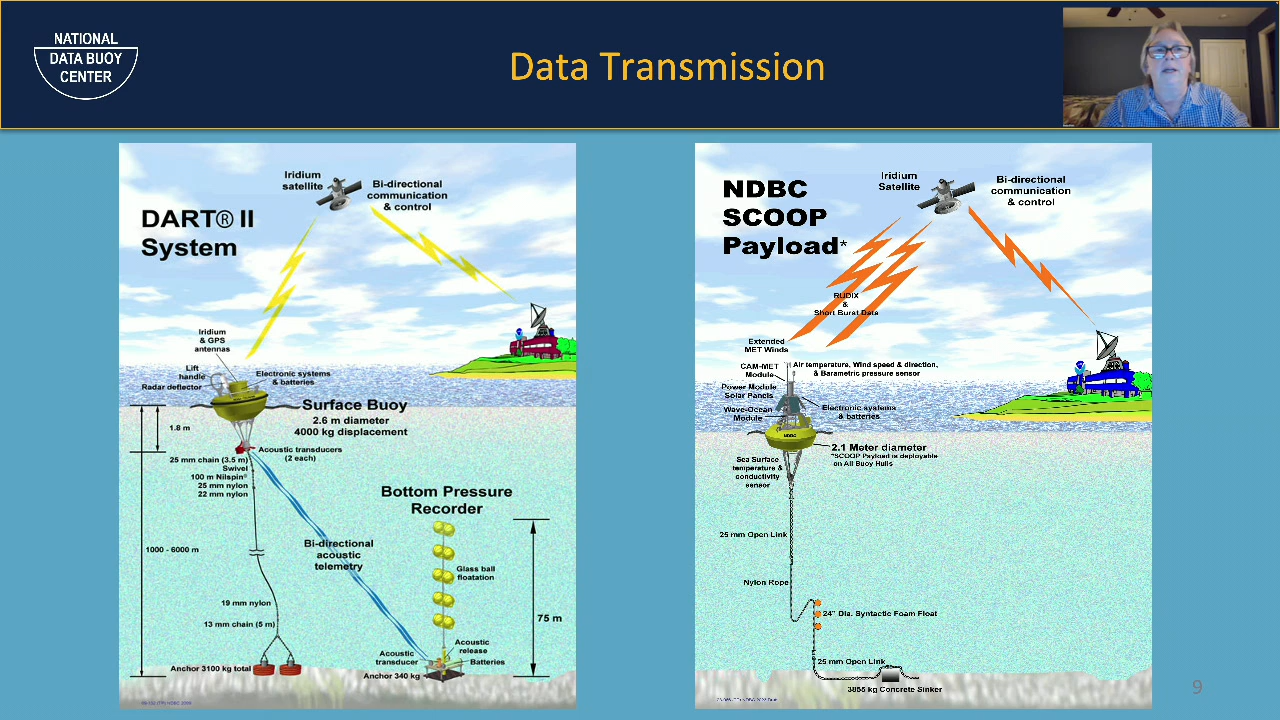 NATIONAL
DATA BUOY
CENTER
Data Transmission
Iridium
satellite
Bi-directional
communication
& control
DART® II
System
Iridium
& GPS
antennas
Lift
handle
Radar deflector
Electronic systems
& batteries
Surface Buoy
2.6 m diameter
4000 kg displacement
1.8 m
Acoustic transducers
(2 each)
25 mm chain (3.5 m)
Swivel
100 m Nilspin®
25 mm nylon
22 mm nylon
Bottom Pressure
Recorder
1000 - 6000 m
Bi-directional
acoustic
telemetry
Glass ball
floatation
19 mm nylon
13 mm chain (5 m)
75 m
Acoustic
release
Acoustic
transducer
Batteries
Anchor 3100 kg total
Anchor 340 kg
Iridium
Satellite
Bi-directional
communication
& control
NDBC
SCOOP
Payload*
RUDIX
&
Short Burst Data
Extended
MET Winds
CAM-MET
Module
Air temperature, Wind speed & direction,
& Barametric pressure sensor
Power Module
Solar Panels
Wave-Ocean
Module
Electronic systems
& batteries
NDBC
2.1 Meter diameter
*SCOOP Payload is deployable
on All Buoy Hulls
Sea Surface
temperature &
conductivity
sensor
25 mm Open Link
Nylon Rope
24" Dia. Syntactic Foam Float
25 mm Open Link
3855 kg Concrete Sinker
9